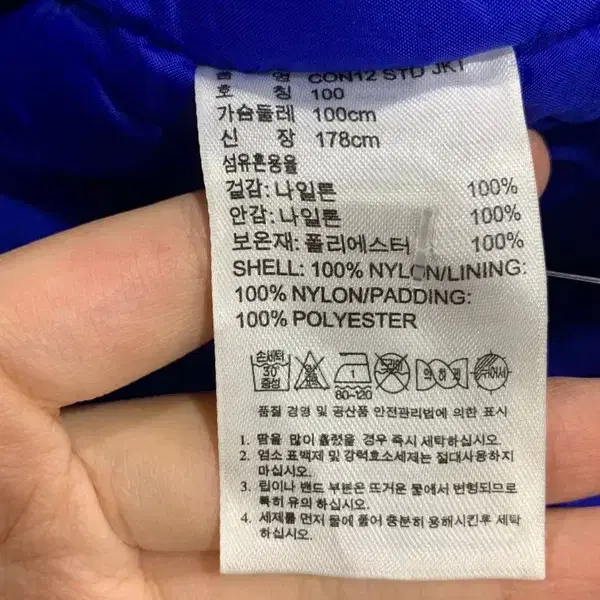 CON12 STD JKT
호 칭 100
가슴둘레 100cm
신 장 178cm
섬유혼용율
겉감: 나일론 100%
안감: 나일론 100%
보온재: 폴리에스터 100%
SHELL: 100% NYLON/LINING:
100% NYLON/PADDING:
100% POLYESTER
손세탁 30 중성 1 80~120 약하게
품질 경영 및 공산품 안전관리법에 의한 표시
1. 땀을 많이 흘렸을 경우 즉시 세탁하십시오.
2. 염소 표백제 및 강력효소세제는 절대사용하지
마십시오.
3. 립이나 밴드 부분은 뜨거운 물에서 변형되므로
특히 유의 하십시오.
4. 세제를 먼저 물에 풀어 충분히 용해시킨후 세탁
하십시오.